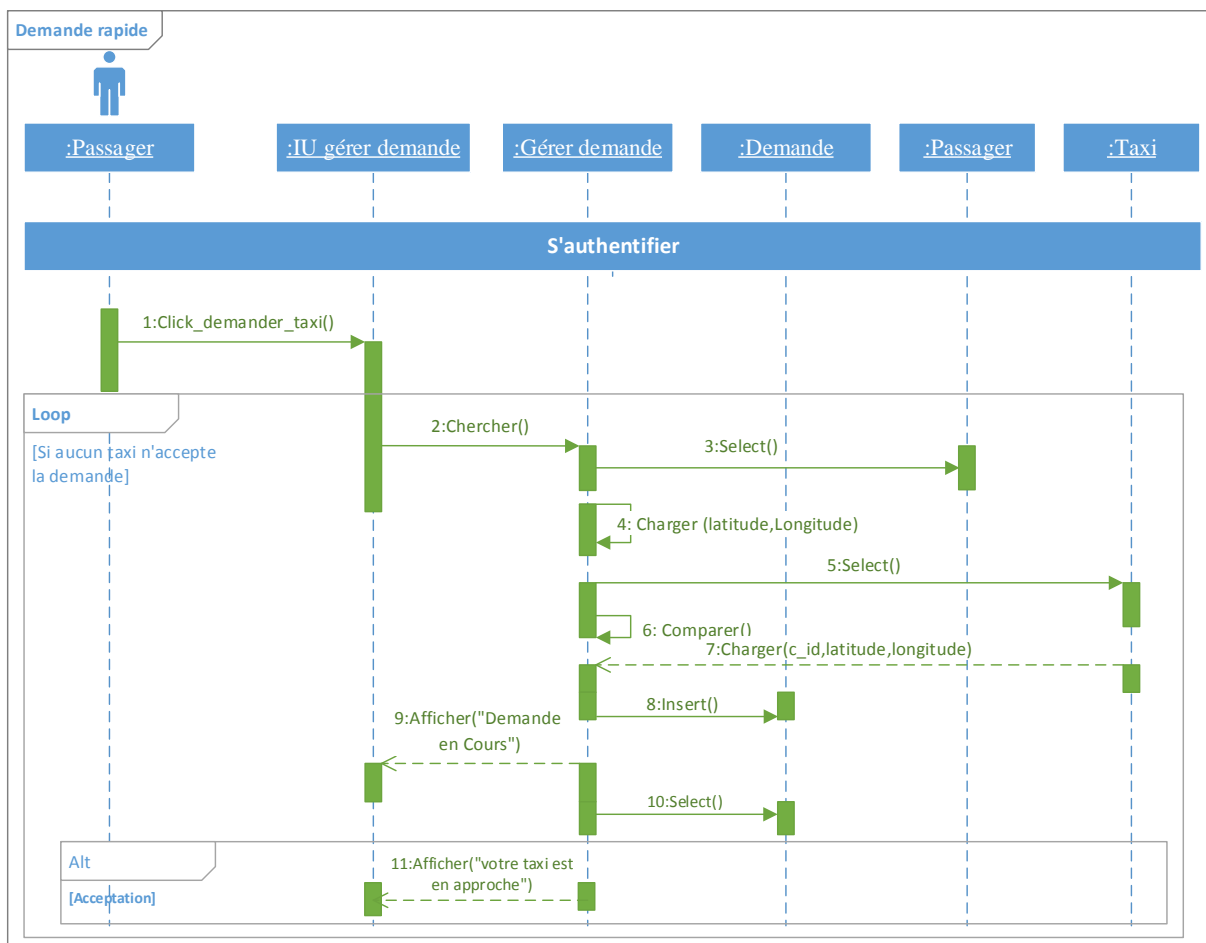 Demande rapide
:Passager
:IU gérer demande
:Gérer demande
:Demande
:Passager
:Taxi
S'authentifier
1:Click_demander_taxi()
Loop
[Si aucun taxi n'accepte
la demande]
2:Chercher()
3:Select()
4: Charger (latitude,Longitude)
5:Select()
6: Comparer()
7:Charger(c_id,latitude,longitude)
8:Insert()
9:Afficher("Demande
en Cours")
10:Select()
Alt
[Acceptation]
11:Afficher("votre taxi est
en approche")